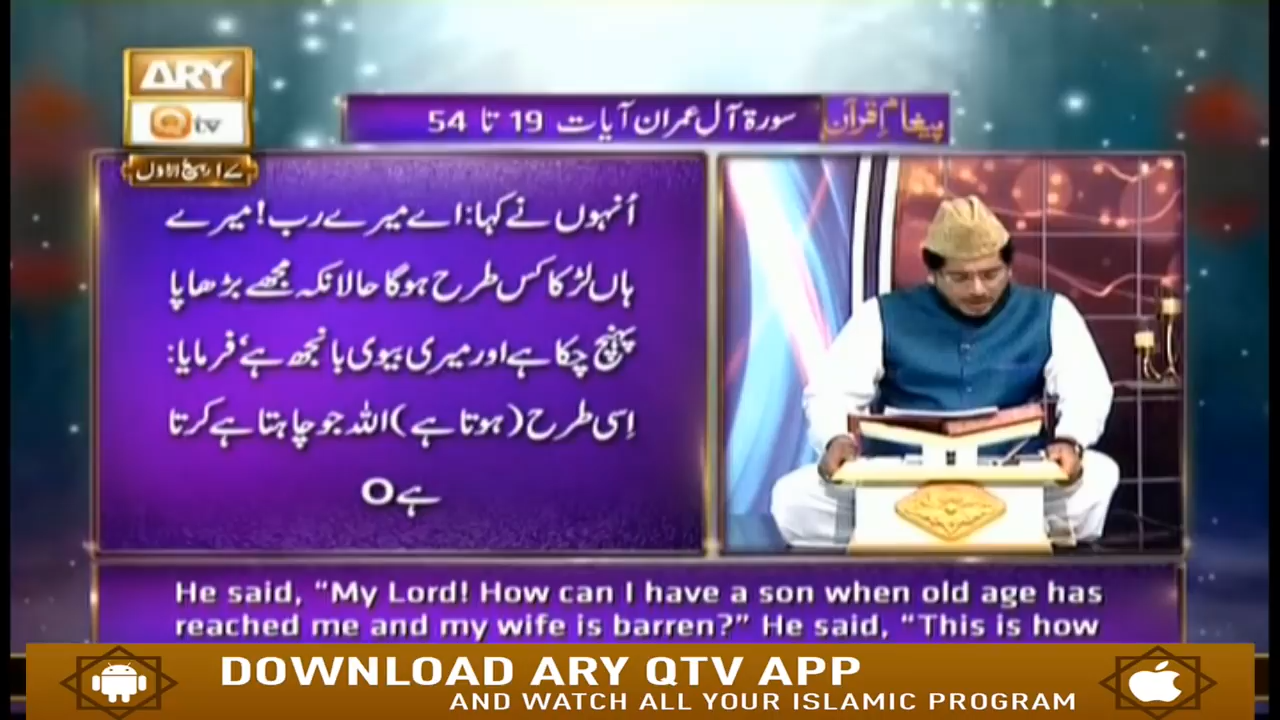 ARY
Qtv
۱۷ ربیع الاول
پیغامِ قرآن
سورۃ آل عمران آیات 19 تا 54
اُنہوں نے کہا: اے میرے رب! میرے
ہاں لڑکا کس طرح ہوگا حالانکہ مجھے بڑھاپا
پہنچ چکا ہے اور میری بیوی بانجھ ہے، فرمایا:
اِسی طرح (ہوتا ہے) اللہ جو چاہتا ہے کرتا
ہے O
He said, “My Lord! How can I have a son when old age has
reached me and my wife is barren?” He said, “This is how
DOWNLOAD ARY QTV APP
AND WATCH ALL YOUR ISLAMIC PROGRAM